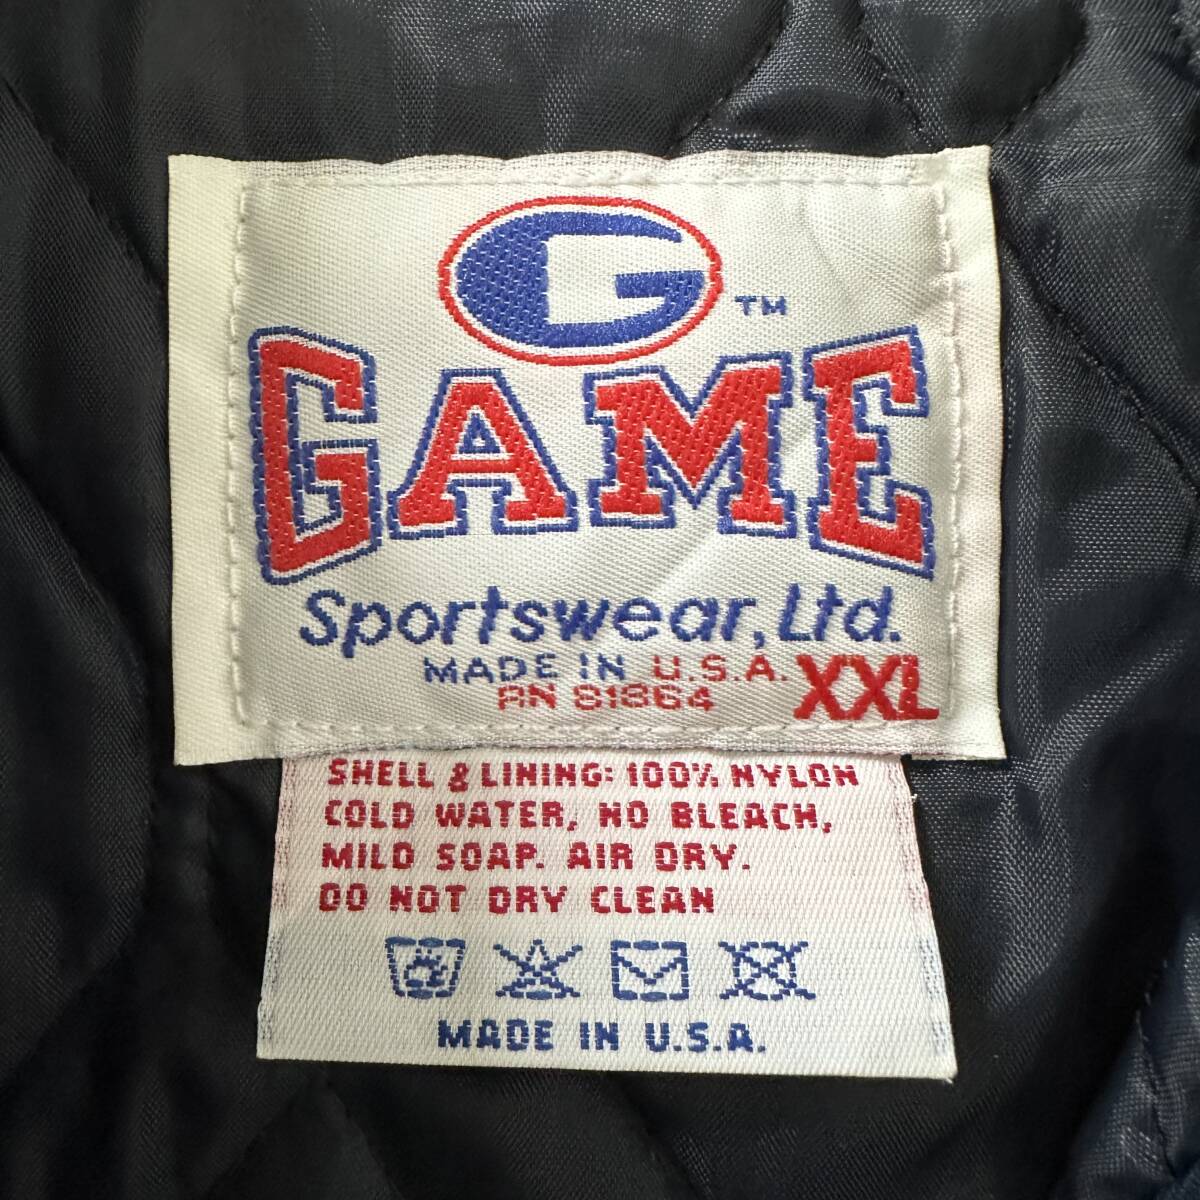 G™
GAME
Sportswear, Ltd.
MADE IN U.S.A. XXL
RN 81864
SHELL & LINING: 100% NYLON
COLD WATER, NO BLEACH,
MILD SOAP. AIR DRY.
DO NOT DRY CLEAN
MADE IN U.S.A.